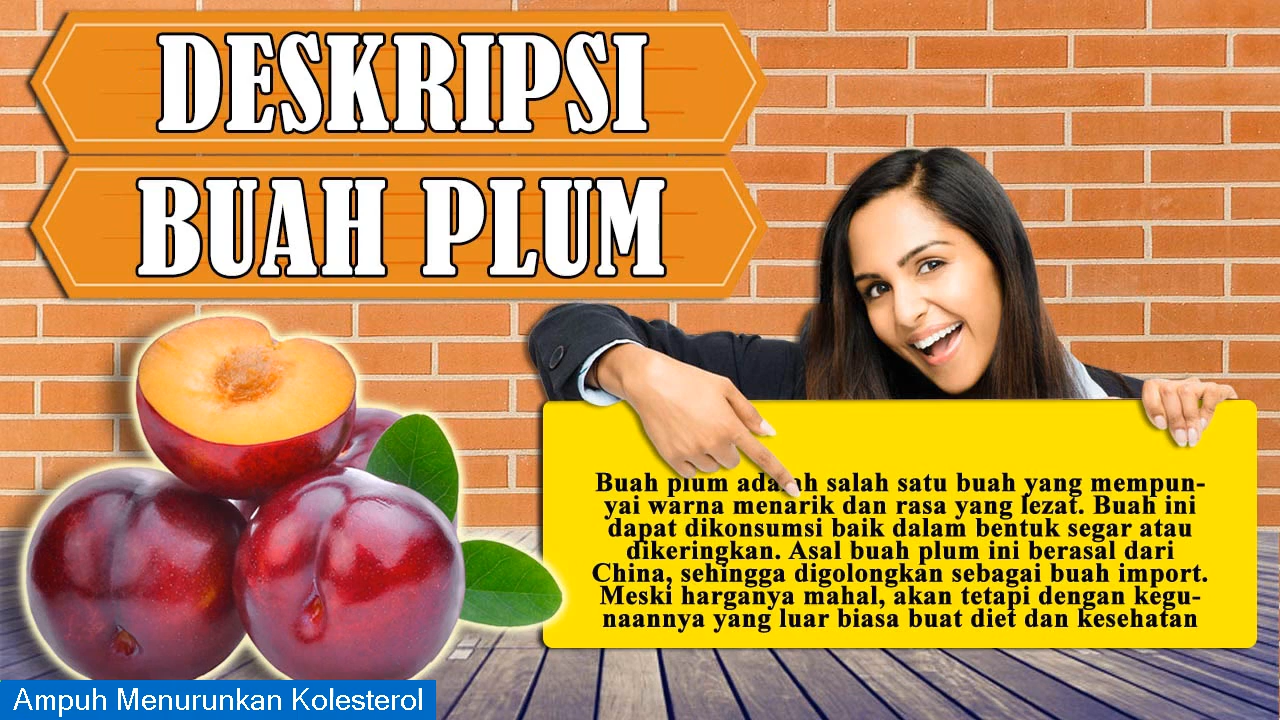 DESKRIPSI
BUAH PLUM
Buah plum adalah salah satu buah yang mempun-
yai warna menarik dan rasa yang lezat. Buah ini
dapat dikonsumsi baik dalam bentuk segar atau
dikeringkan. Asal buah plum ini berasal dari
China, sehingga digolongkan sebagai buah import.
Meski harganya mahal, akan tetapi dengan kegu-
naannya yang luar biasa buat diet dan kesehatan
Ampuh Menurunkan Kolesterol